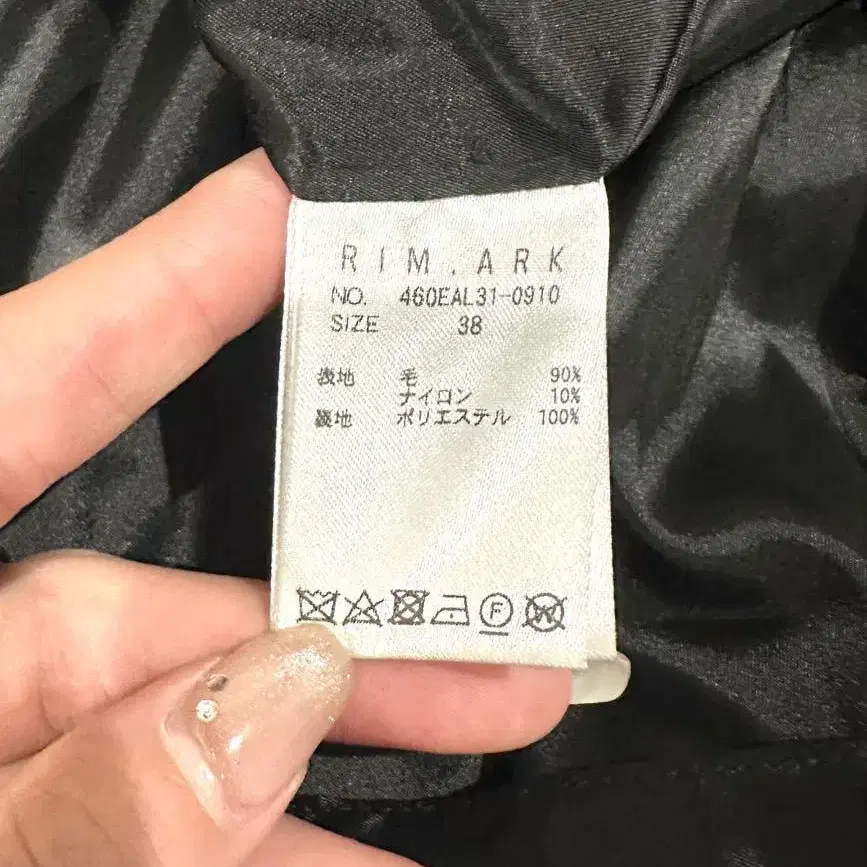 RIM.ARK
NO. 460EAL31-0910
SIZE 38
表地 毛 90%
ナイロン 10%
裏地 ポリエステル 100%
F W